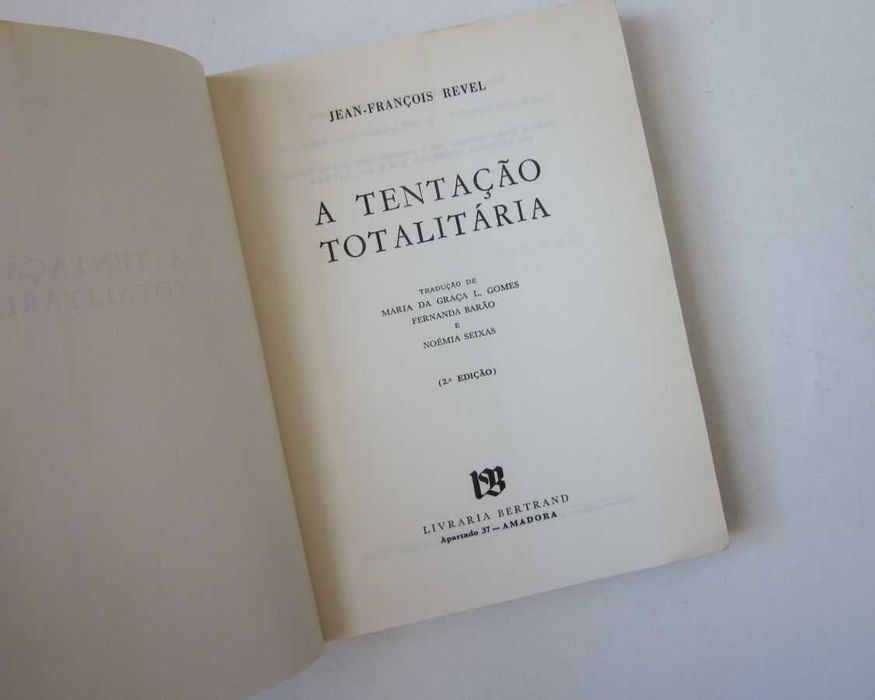 JEAN-FRANÇOIS REVEL
A TENTAÇÃO
TOTALITÁRIA
TRADUÇÃO DE
MARIA DA GRAÇA L. GOMES
FERNANDA BARÃO
E
NOÉMIA SEIXAS
(2.ª EDIÇÃO)
LIVRARIA BERTRAND
Apartado 37 — AMADORA